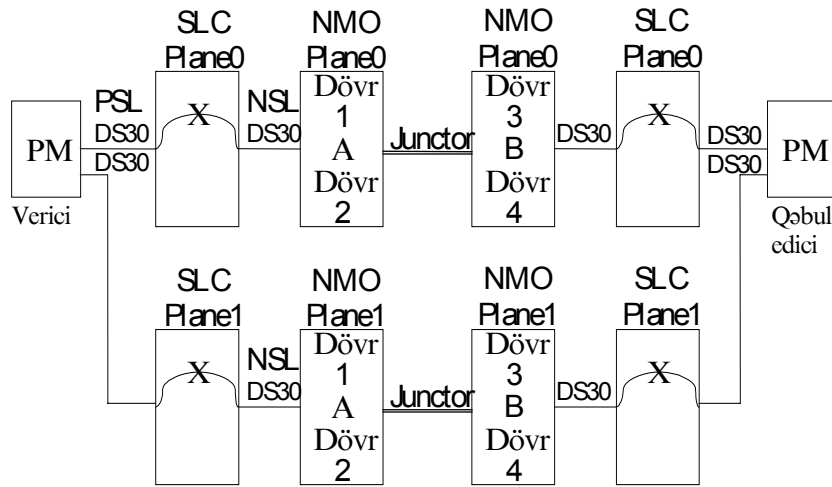 SLC NMO NMO SLC
Plane0 Plane0 Plane0 Plane0
PSL NSL Dövr Dövr
DS30 X DS30 1 3 DS30 X DS30
PM DS30 A Junctor B DS30 PM
Verici Dövr Dövr Qəbul
2 4 edici
SLC NMO NMO SLC
Plane1 Plane1 Plane1 Plane1
NSL Dövr Dövr
X DS30 1 3 DS30 X
A Junctor B
Dövr Dövr
2 4